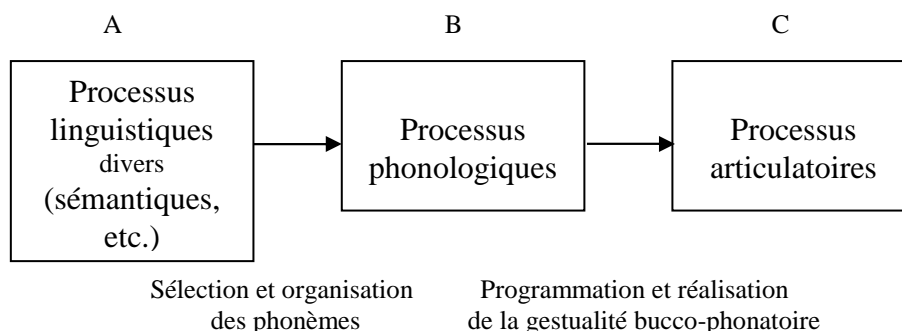 A B C
Processus
linguistiques
divers
(sémantiques,
etc.)
Processus
phonologiques
Processus
articulatoires
Sélection et organisation
des phonèmes
Programmation et réalisation
de la gestualité bucco-phonatoire